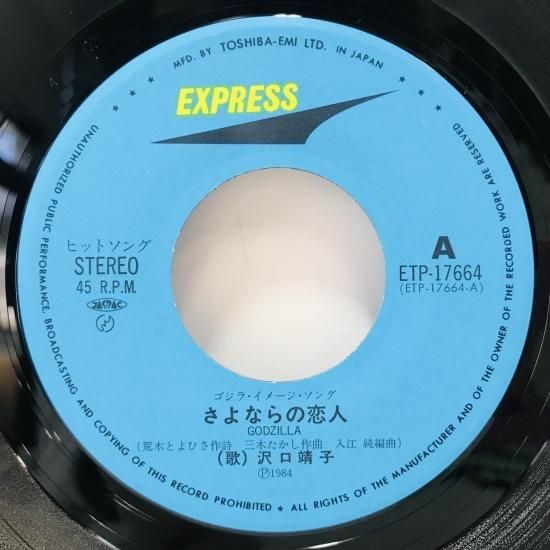 MFD. BY TOSHIBA-EMI LTD. IN JAPAN
EXPRESS
ヒットソング
STEREO
45 R.P.M.
JASRAC
A
ETP-17664
(ETP-17664-A)
ゴジラ・イメージ・ソング
さよならの恋人
GODZILLA
(荒木とよひさ作詩 三木たかし作曲 入江 純編曲)
(歌) 沢口靖子
Ⓟ1984
UNAUTHORIZED PUBLIC PERFORMANCE, BROADCASTING AND COPYING OF THIS RECORD PROHIBITED ★ ALL RIGHTS OF THE MANUFACTURER AND OF THE OWNER OF THE RECORDED WORK ARE RESERVED